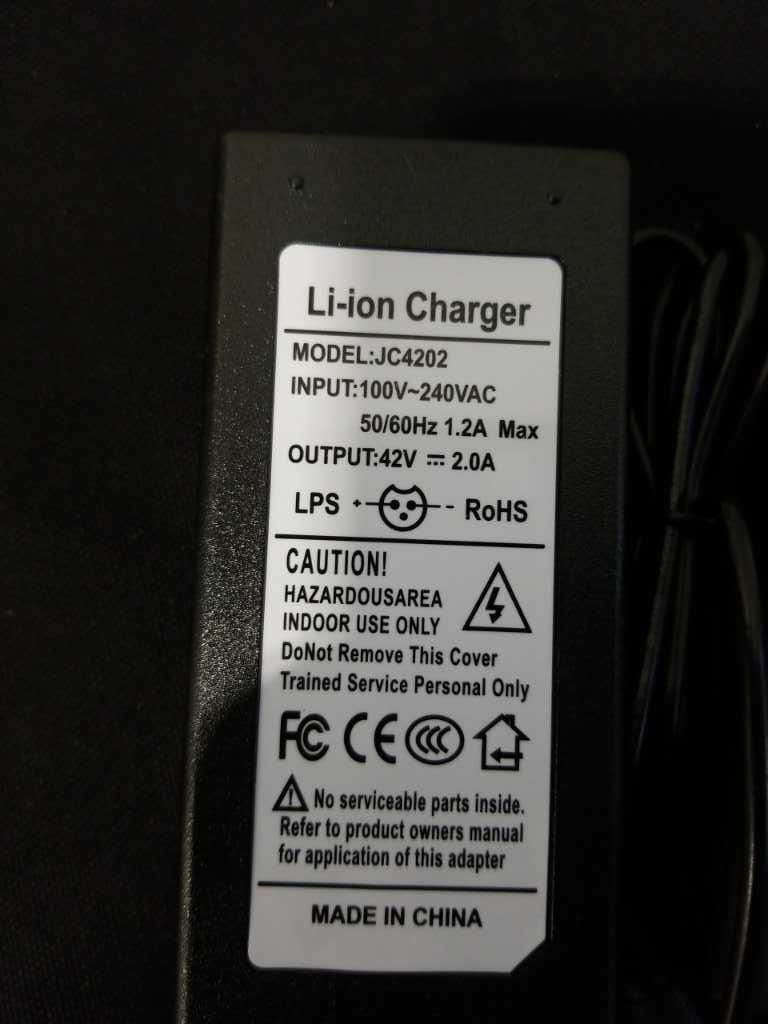 Li-ion Charger
MODEL:JC4202
INPUT:100V~240VAC
50/60Hz 1.2A Max
OUTPUT:42V ⎓ 2.0A
LPS + - RoHS
CAUTION!
HAZARDOUSAREA
INDOOR USE ONLY
DoNot Remove This Cover
Trained Service Personal Only
FC CE CCC
No serviceable parts inside.
Refer to product owners manual
for application of this adapter
MADE IN CHINA